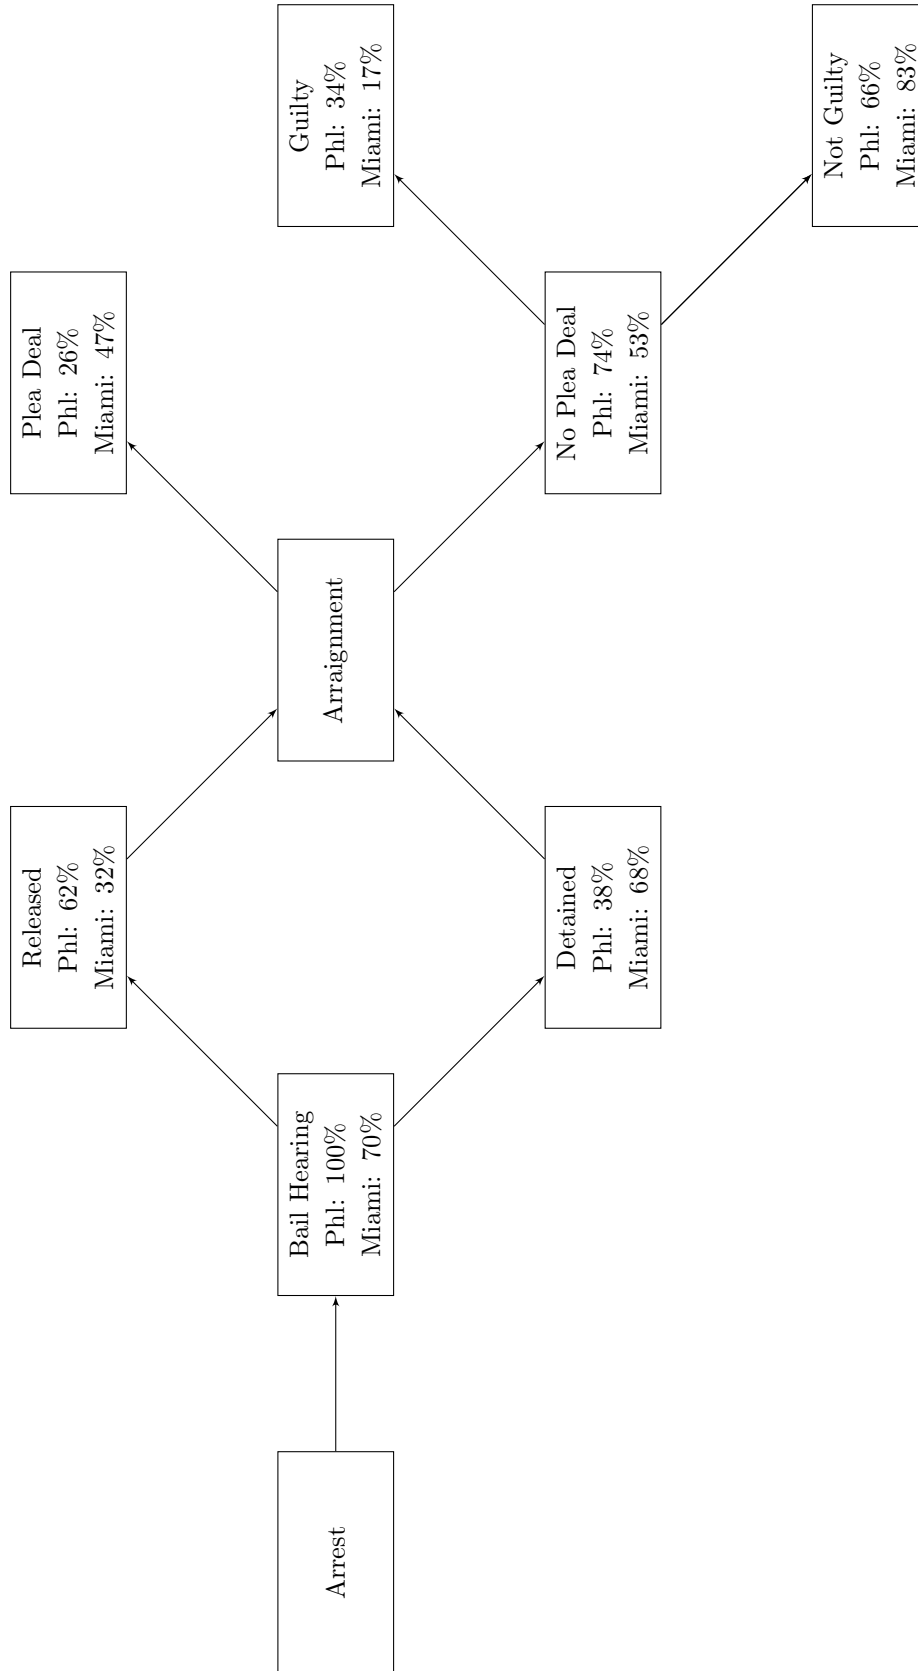 Arrest
Bail Hearing
Phl: 100%
Miami: 70%
Released
Phl: 62%
Miami: 32%
Detained
Phl: 38%
Miami: 68%
Arraignment
Plea Deal
Phl: 26%
Miami: 47%
No Plea Deal
Phl: 74%
Miami: 53%
Guilty
Phl: 34%
Miami: 17%
Not Guilty
Phl: 66%
Miami: 83%